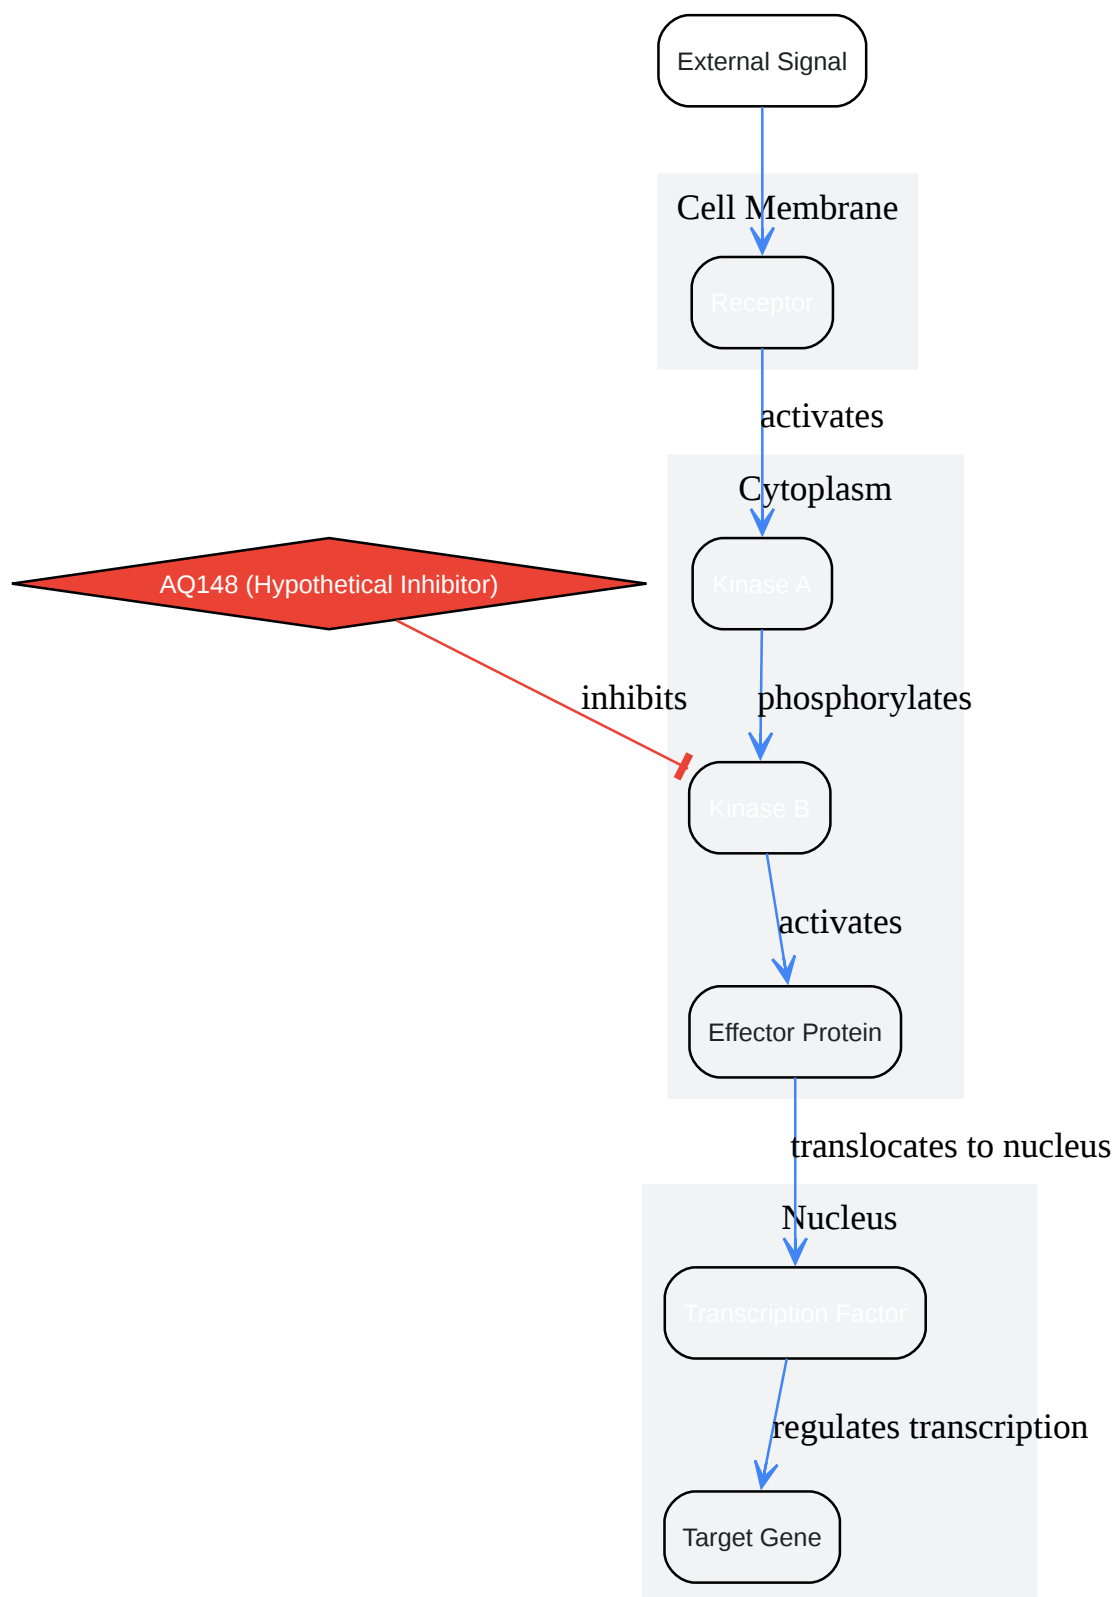 External Signal
Cell Membrane
Receptor
activates
Cytoplasm
AQ148 (Hypothetical Inhibitor)
Kinase A
inhibits
phosphorylates
Kinase B
activates
Effector Protein
translocates to nucleus
Nucleus
Transcription Factor
regulates transcription
Target Gene